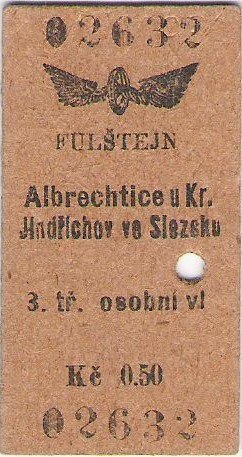 02632
FULŠTEJN
Albrechtice u Kr.
Jindřichov ve Slezsku
3. tř. osobní vl
Kč 0.50
02632